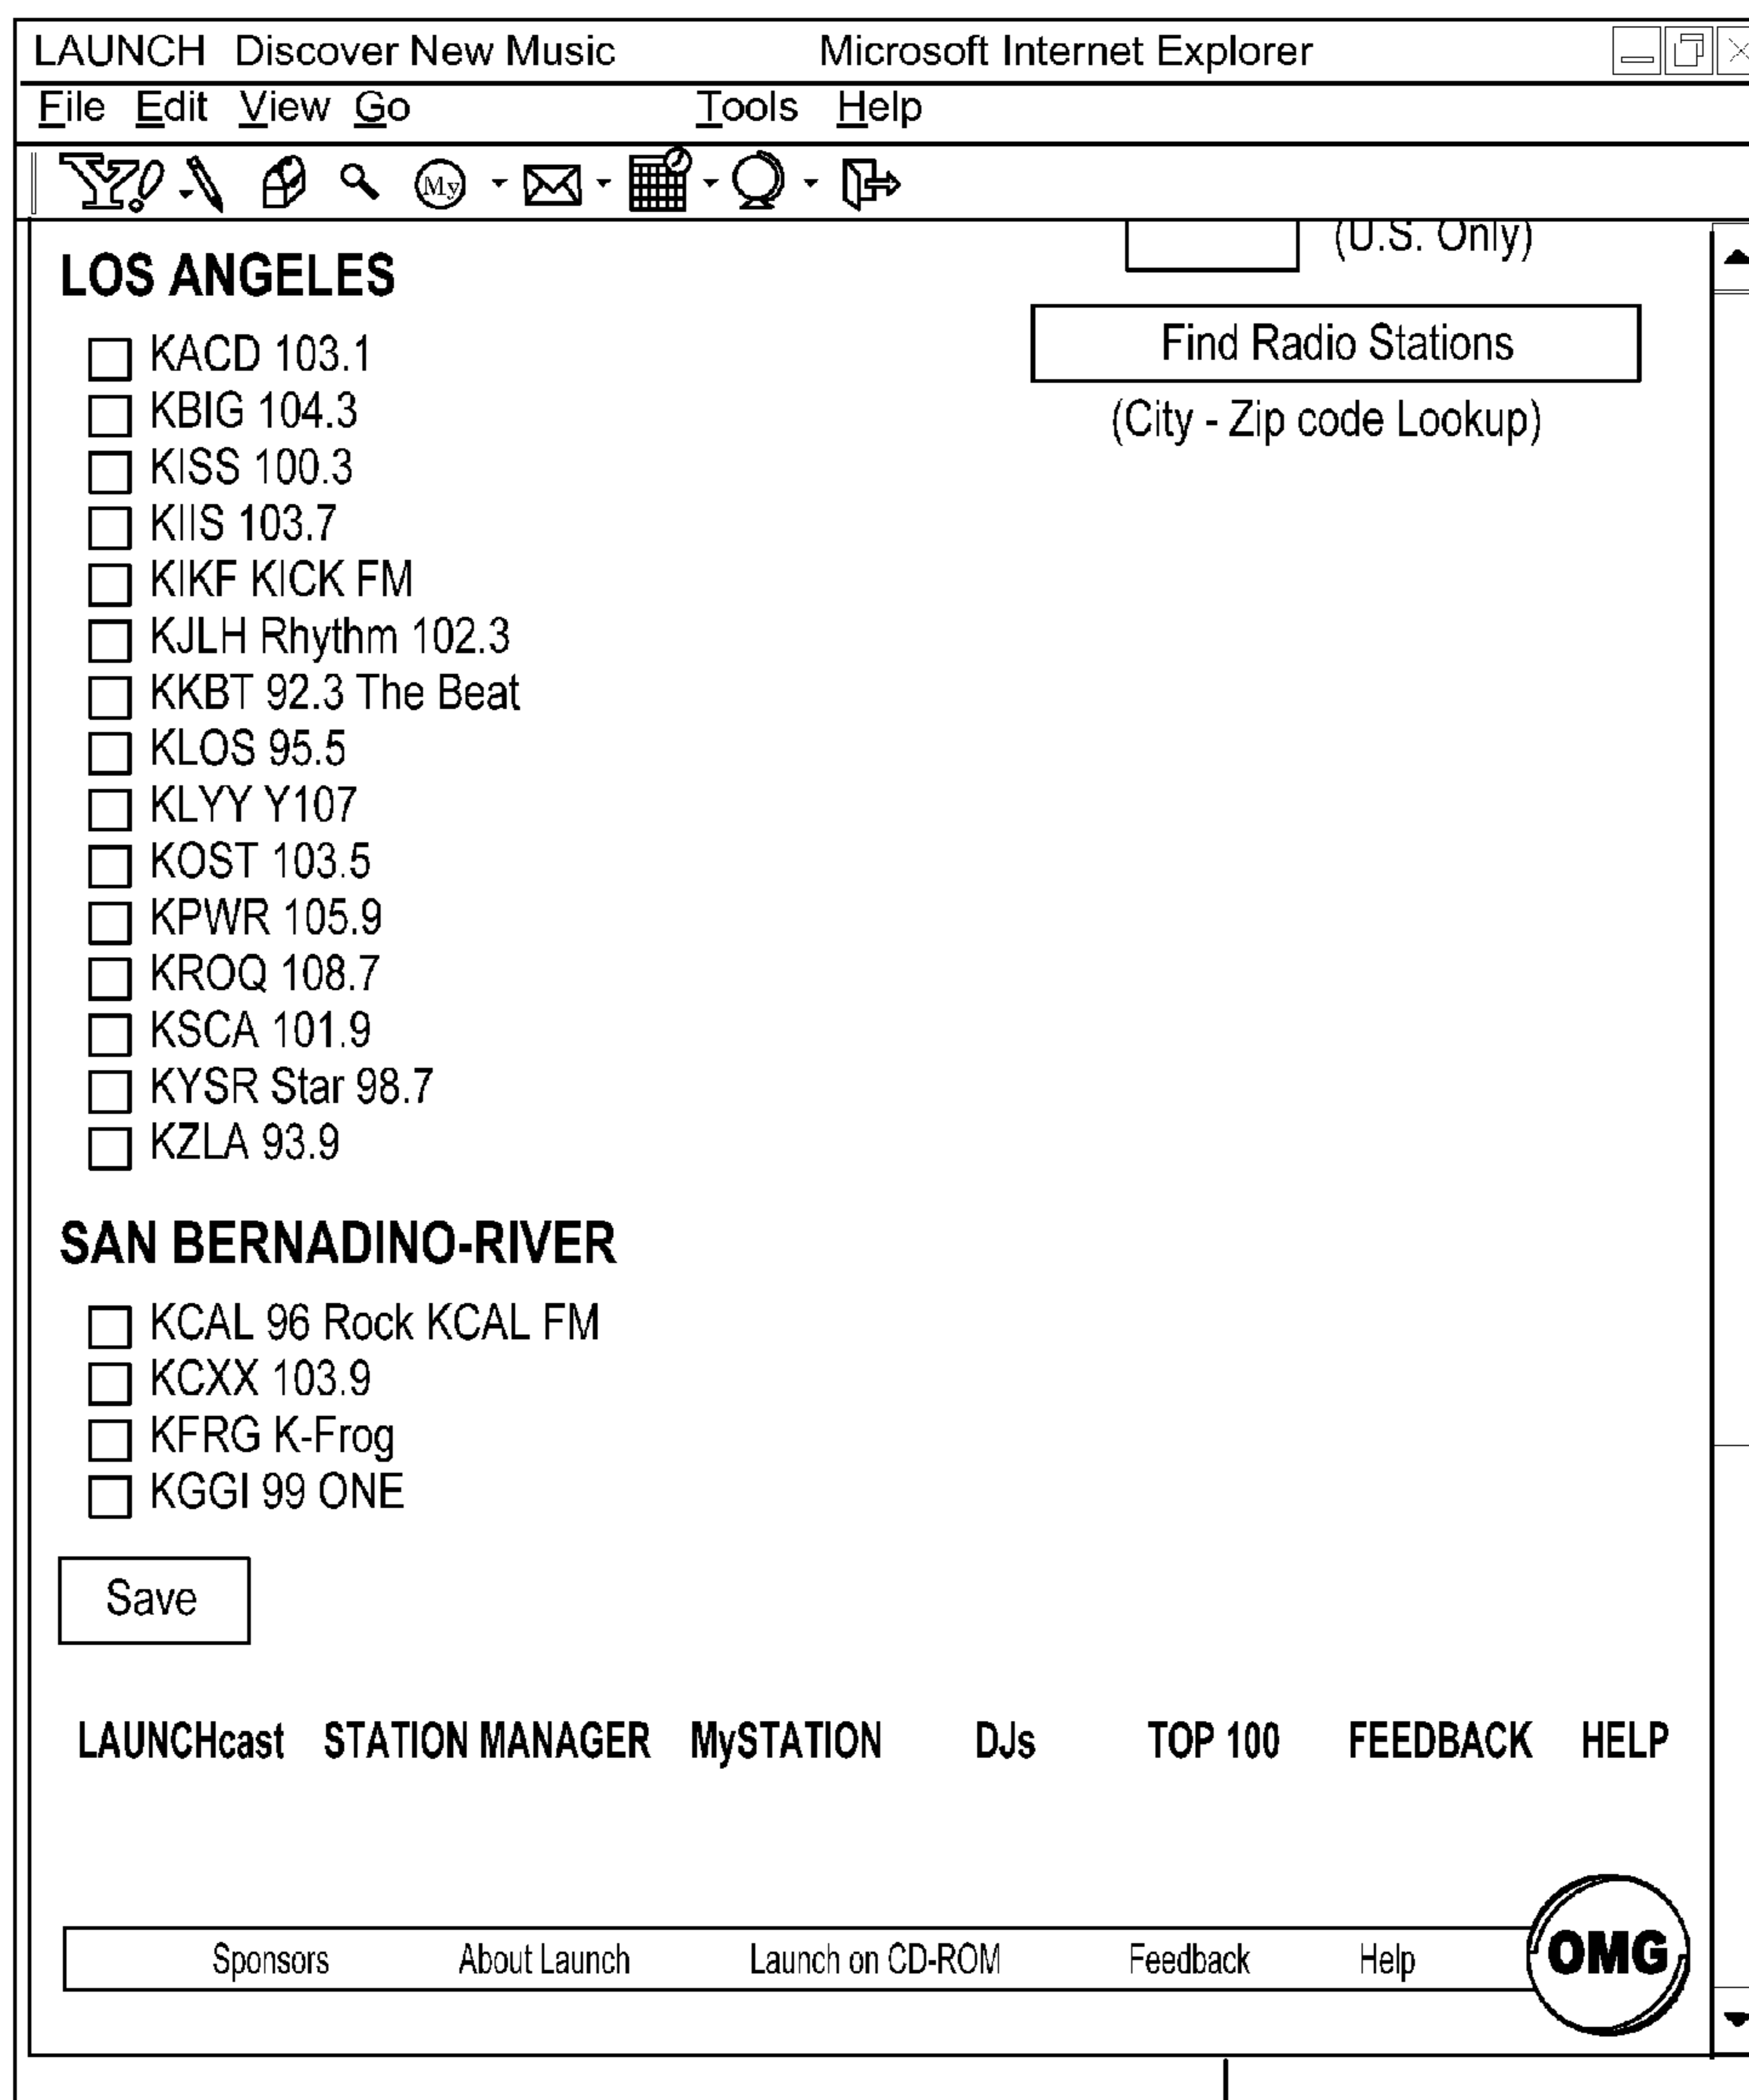 LAUNCH Discover New Music Microsoft Internet Explorer
File Edit View Go Tools Help
Y! My
(U.S. Only)
LOS ANGELES
Find Radio Stations
(City - Zip code Lookup)
KACD 103.1
KBIG 104.3
KISS 100.3
KIIS 103.7
KIKF KICK FM
KJLH Rhythm 102.3
KKBT 92.3 The Beat
KLOS 95.5
KLYY Y107
KOST 103.5
KPWR 105.9
KROQ 108.7
KSCA 101.9
KYSR Star 98.7
KZLA 93.9
SAN BERNADINO-RIVER
KCAL 96 Rock KCAL FM
KCXX 103.9
KFRG K-Frog
KGGI 99 ONE
Save
LAUNCHcast STATION MANAGER MySTATION DJs TOP 100 FEEDBACK HELP
Sponsors About Launch Launch on CD-ROM Feedback Help OMG